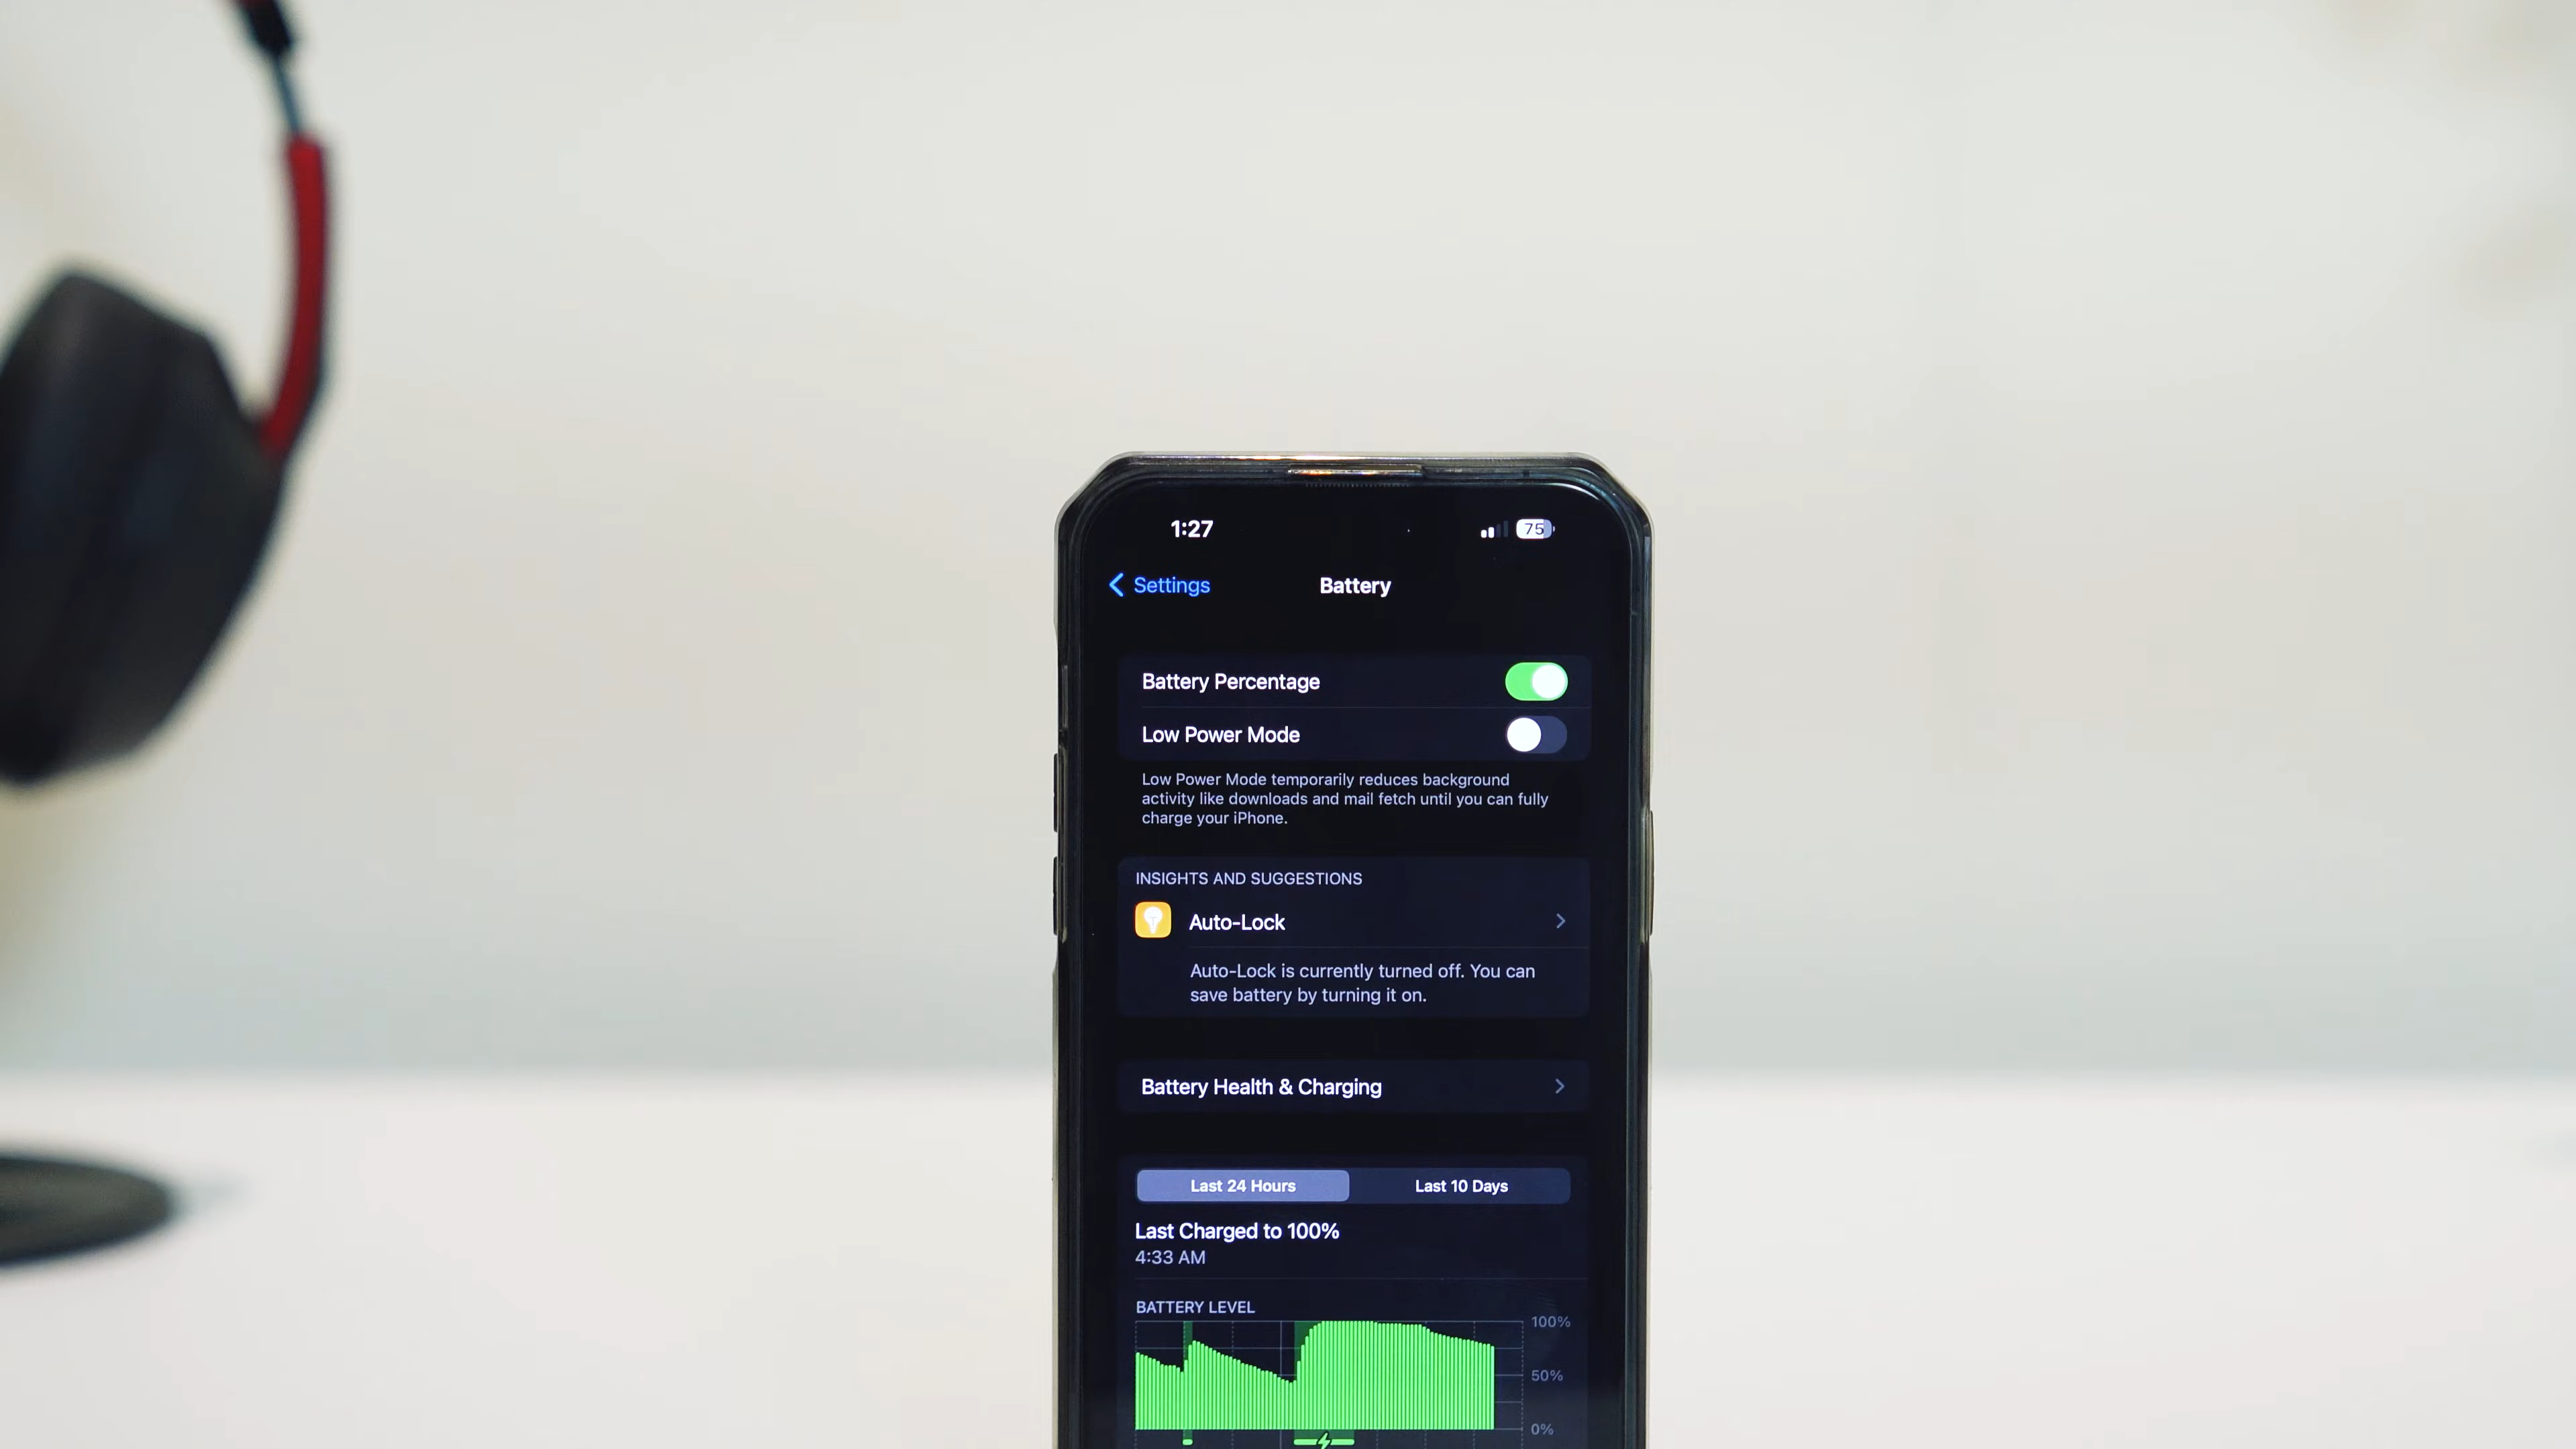 1:27
75
Settings
Battery
Battery Percentage
Low Power Mode
Low Power Mode temporarily reduces background
activity like downloads and mail fetch until you can fully
charge your iPhone.
INSIGHTS AND SUGGESTIONS
Auto-Lock
Auto-Lock is currently turned off. You can
save battery by turning it on.
Battery Health & Charging
Last 24 Hours
Last 10 Days
Last Charged to 100%
4:33 AM
BATTERY LEVEL
100%
50%
0%